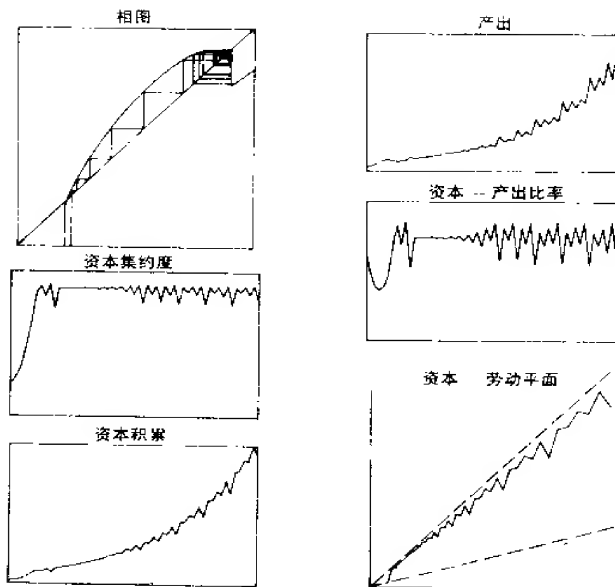 相图
产出
资本 -- 产出比率
资本集约度
资本 劳动平面
资本积累